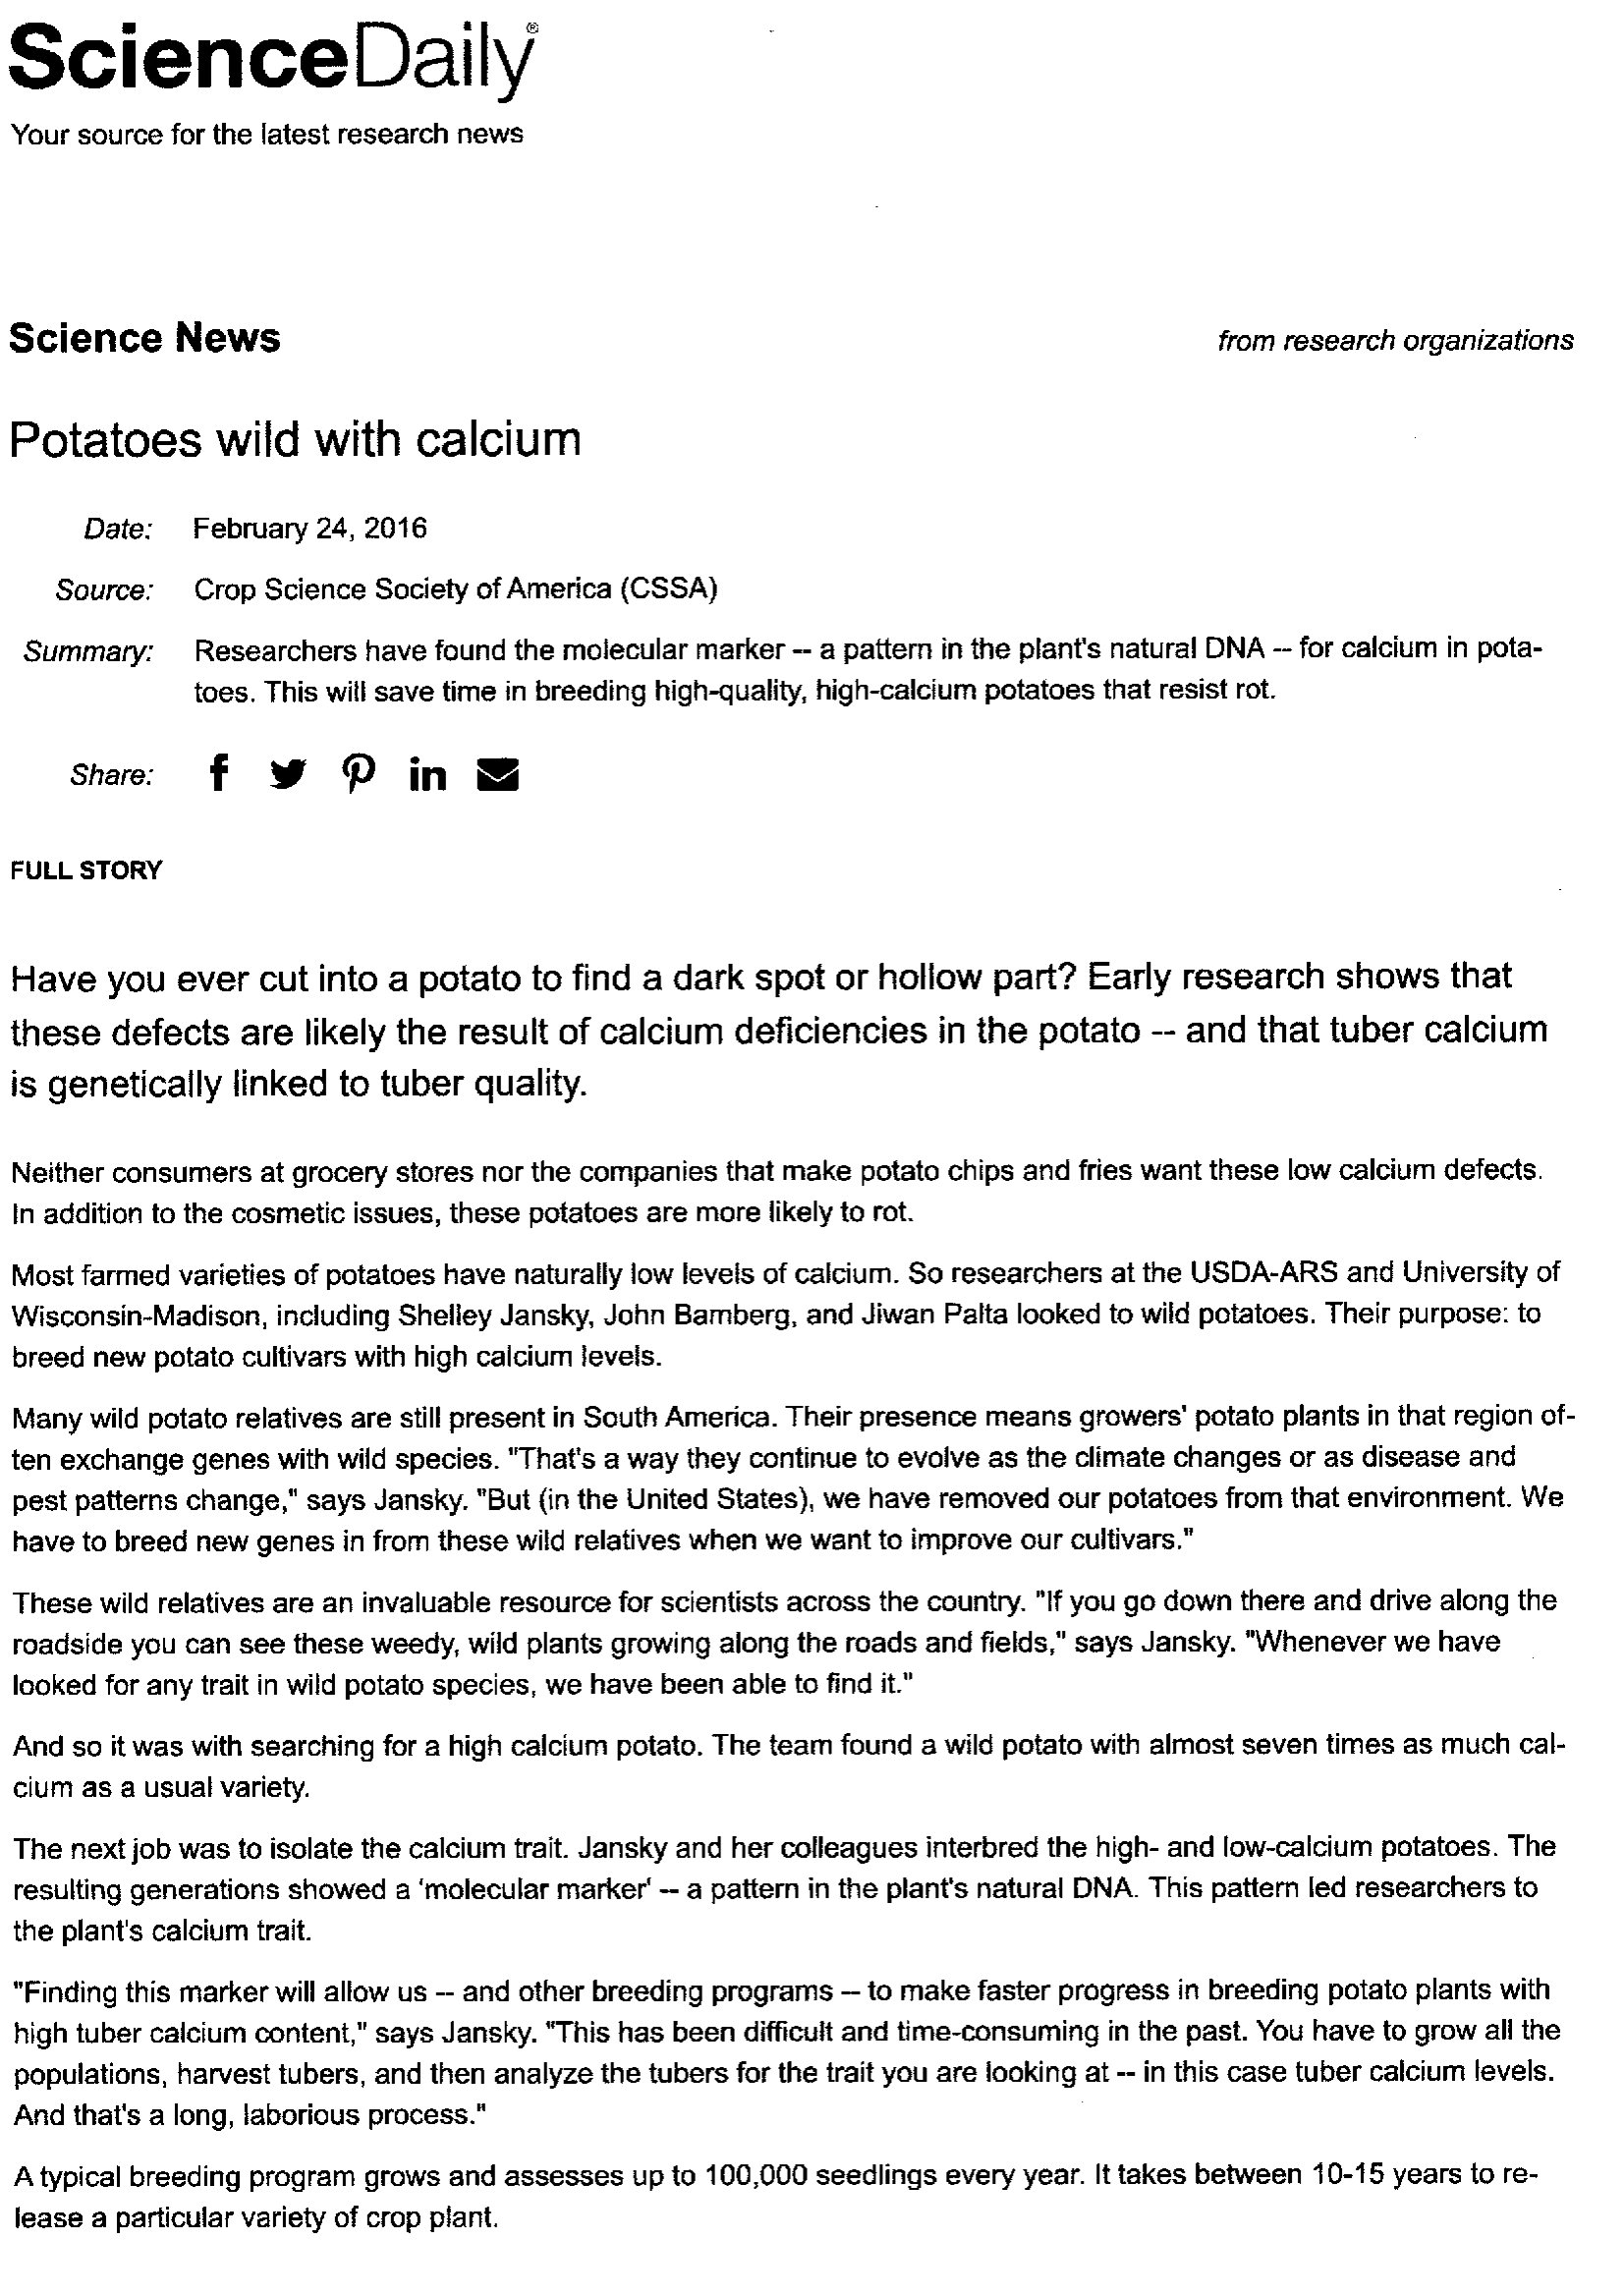 ScienceDaily®
Your source for the latest research news
Science News
from research organizations
Potatoes wild with calcium
Date: February 24, 2016
Source: Crop Science Society of America (CSSA)
Summary: Researchers have found the molecular marker -- a pattern in the plant's natural DNA -- for calcium in pota-
toes. This will save time in breeding high-quality, high-calcium potatoes that resist rot.
Share: f in
FULL STORY
Have you ever cut into a potato to find a dark spot or hollow part? Early research shows that
these defects are likely the result of calcium deficiencies in the potato -- and that tuber calcium
is genetically linked to tuber quality.
Neither consumers at grocery stores nor the companies that make potato chips and fries want these low calcium defects.
In addition to the cosmetic issues, these potatoes are more likely to rot.
Most farmed varieties of potatoes have naturally low levels of calcium. So researchers at the USDA-ARS and University of
Wisconsin-Madison, including Shelley Jansky, John Bamberg, and Jiwan Palta looked to wild potatoes. Their purpose: to
breed new potato cultivars with high calcium levels.
Many wild potato relatives are still present in South America. Their presence means growers' potato plants in that region of-
ten exchange genes with wild species. "That's a way they continue to evolve as the climate changes or as disease and
pest patterns change," says Jansky. "But (in the United States), we have removed our potatoes from that environment. We
have to breed new genes in from these wild relatives when we want to improve our cultivars."
These wild relatives are an invaluable resource for scientists across the country. "If you go down there and drive along the
roadside you can see these weedy, wild plants growing along the roads and fields," says Jansky. "Whenever we have
looked for any trait in wild potato species, we have been able to find it."
And so it was with searching for a high calcium potato. The team found a wild potato with almost seven times as much cal-
cium as a usual variety.
The next job was to isolate the calcium trait. Jansky and her colleagues interbred the high- and low-calcium potatoes. The
resulting generations showed a 'molecular marker' -- a pattern in the plant's natural DNA. This pattern led researchers to
the plant's calcium trait.
"Finding this marker will allow us -- and other breeding programs -- to make faster progress in breeding potato plants with
high tuber calcium content," says Jansky. "This has been difficult and time-consuming in the past. You have to grow all the
populations, harvest tubers, and then analyze the tubers for the trait you are looking at -- in this case tuber calcium levels.
And that's a long, laborious process."
A typical breeding program grows and assesses up to 100,000 seedlings every year. It takes between 10-15 years to re-
lease a particular variety of crop plant.